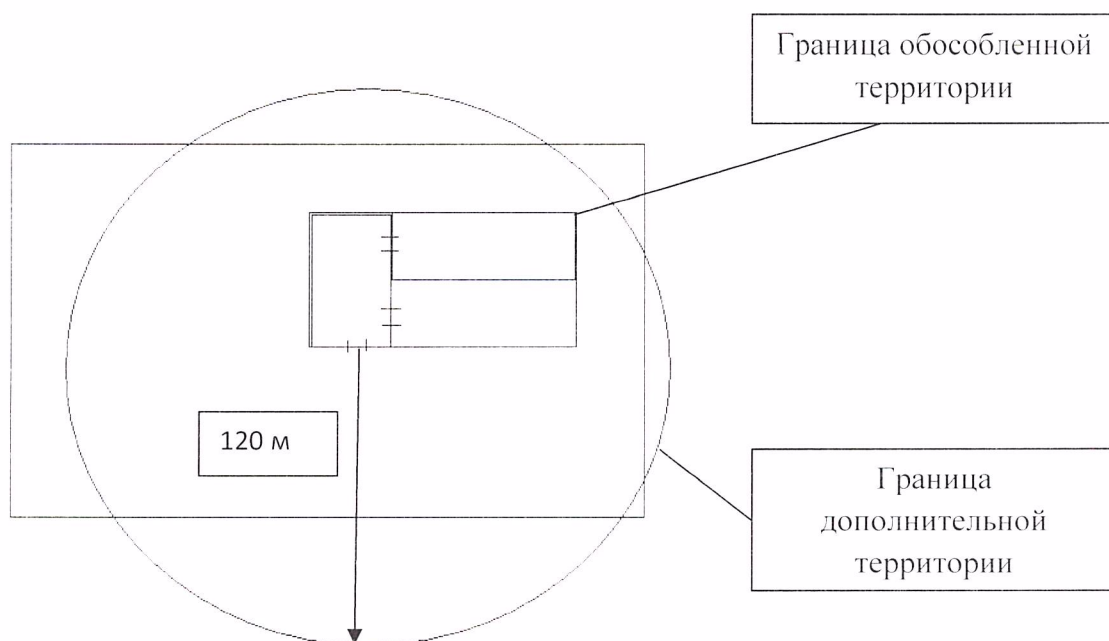 Граница обособленной
территории
120 м
Граница
дополнительной
территории